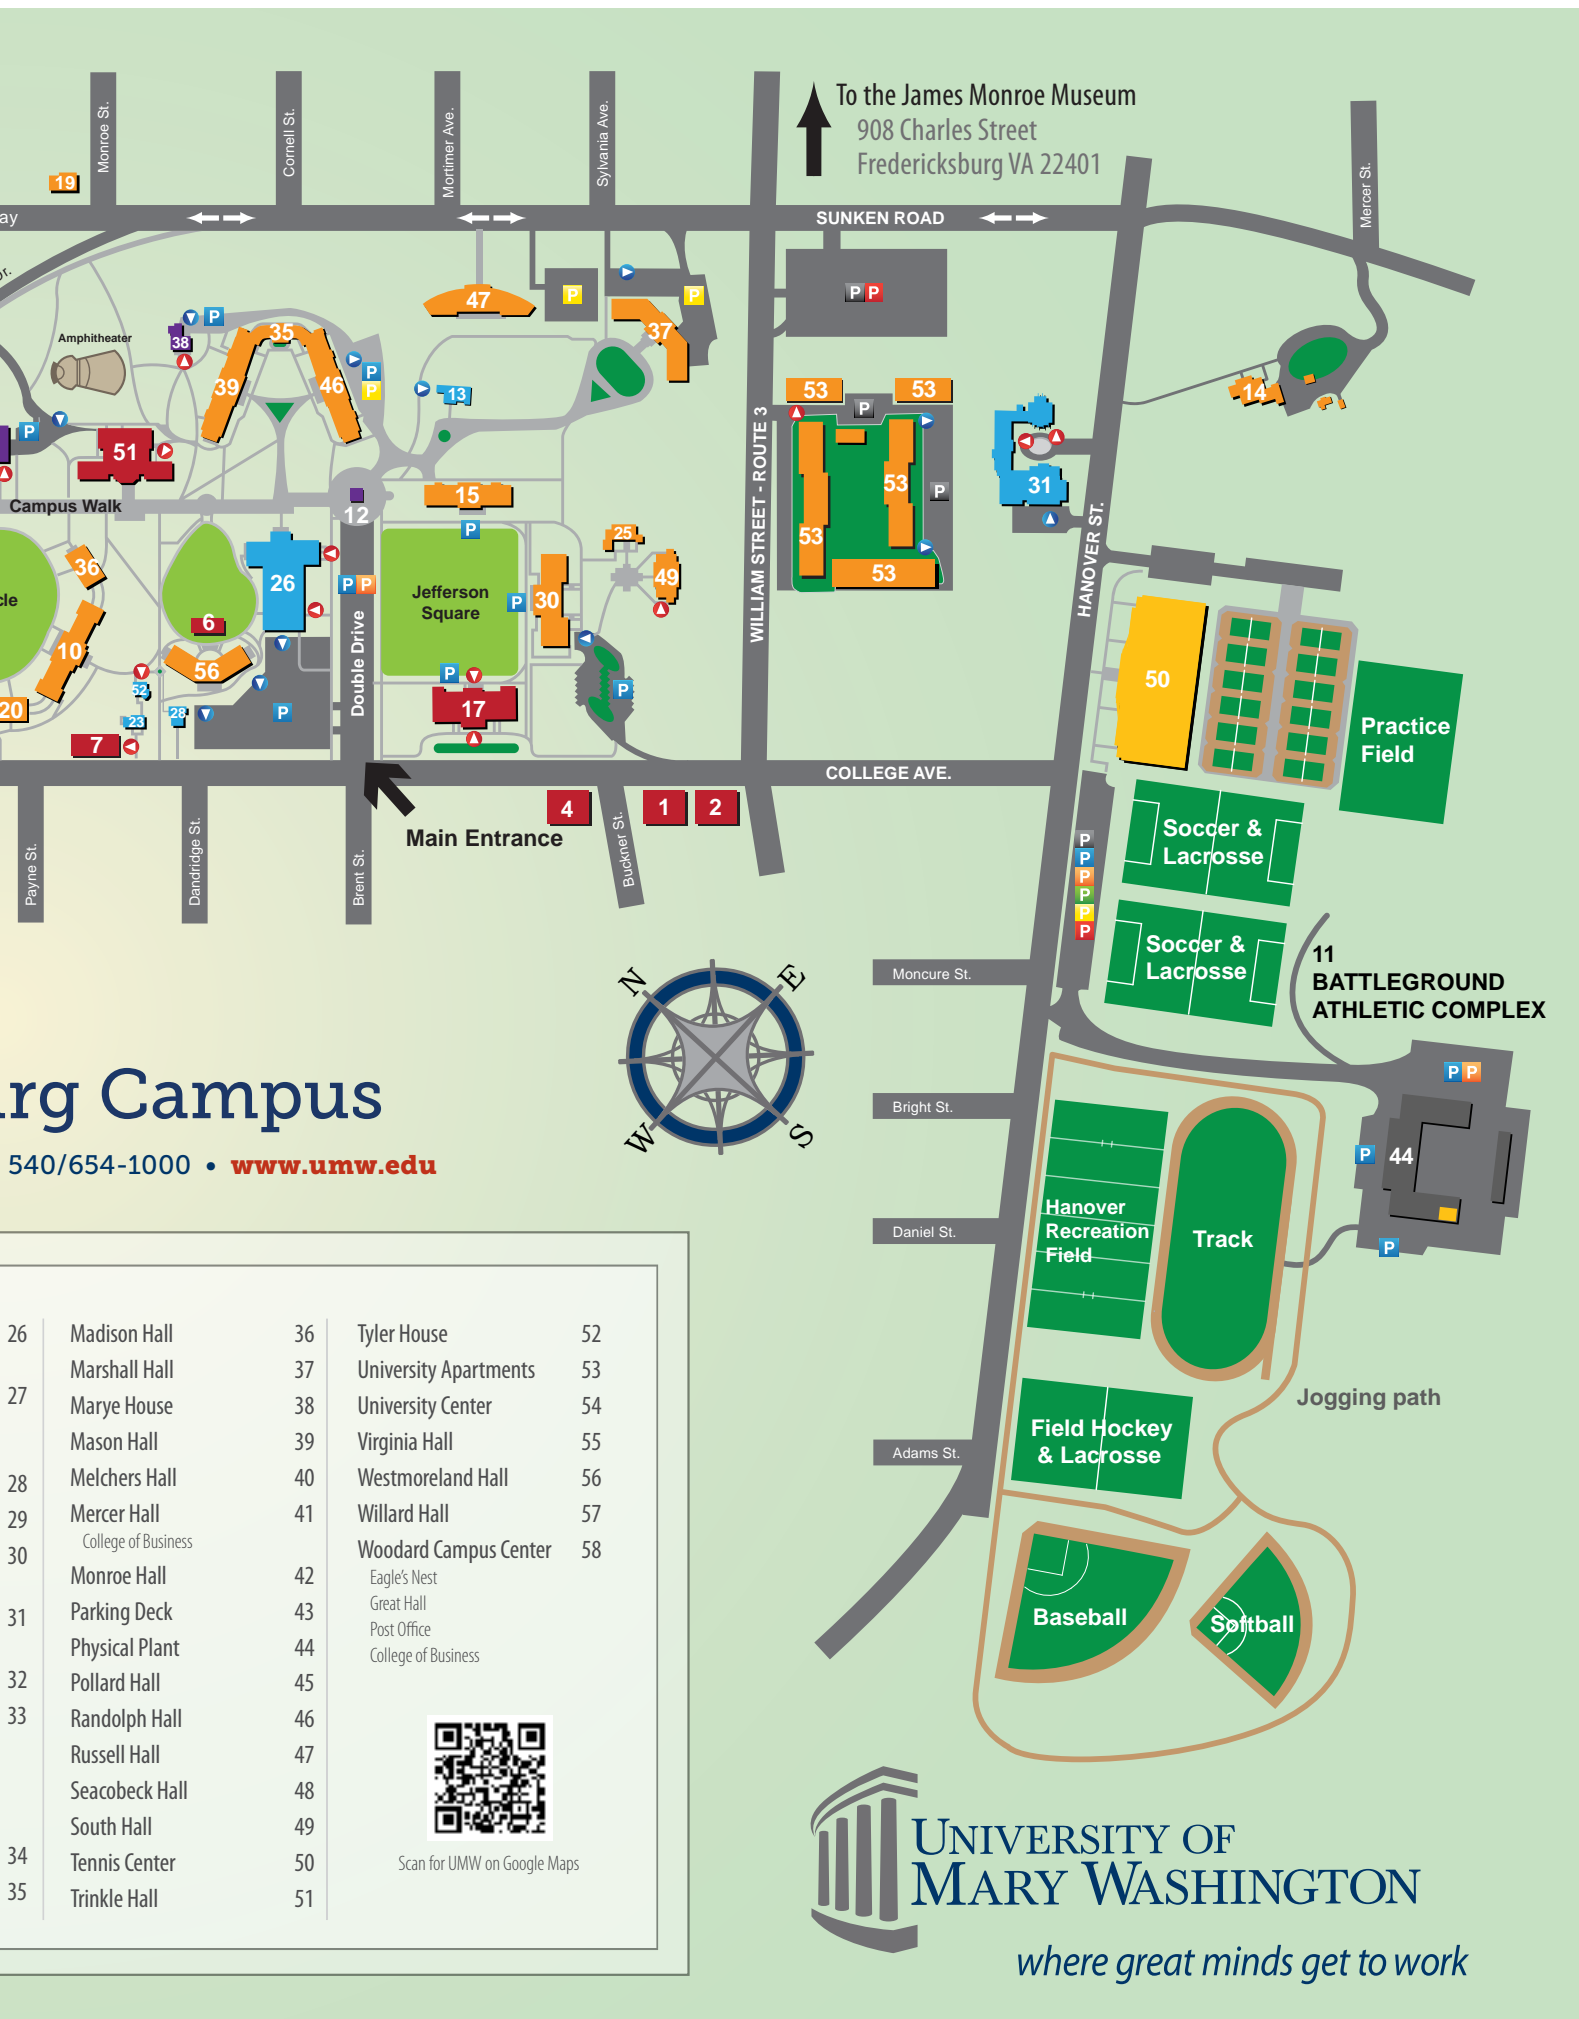 To the James Monroe Museum
908 Charles Street
Fredericksburg VA 22401
Monroe St.
Cornell St.
Mortimer Ave.
Sylvania Ave.
Mercer St.
19
ay
SUNKEN ROAD
Dr.
P P
47
P
P
P
35
37
38
Amphitheater
P
P
39
46
13
53
53
14
P
P
51
15
53
P
31
Campus Walk
12
P
53
25
36
26
P P
Jefferson
Square
P
30
49
53
WILLIAM STREET - ROUTE 3
HANOVER ST.
cle
6
10
56
Double Drive
P
P
50
52
20
28
23
P
17
Practice
Field
7
COLLEGE AVE.
4
1
2
Main Entrance
Payne St.
Dandridge St.
Brent St.
Buckner St.
Soccer &
Lacrosse
P
P
P
P
P
P
Soccer &
Lacrosse
11
BATTLEGROUND
ATHLETIC COMPLEX
Moncure St.
N
E
W
S
P P
Bright St.
P
44
Hanover
Recreation
Field
Track
Daniel St.
P
Jogging path
Field Hockey
& Lacrosse
Adams St.
Baseball
Softball
urg Campus
540/654-1000 • www.umw.edu
26
27
28
29
30
31
32
33
34
35
Madison Hall 36
Marshall Hall 37
Marye House 38
Mason Hall 39
Melchers Hall 40
Mercer Hall 41
College of Business
Monroe Hall 42
Parking Deck 43
Physical Plant 44
Pollard Hall 45
Randolph Hall 46
Russell Hall 47
Seacobeck Hall 48
South Hall 49
Tennis Center 50
Trinkle Hall 51
Tyler House 52
University Apartments 53
University Center 54
Virginia Hall 55
Westmoreland Hall 56
Willard Hall 57
Woodard Campus Center 58
Eagle's Nest
Great Hall
Post Office
College of Business
Scan for UMW on Google Maps
UNIVERSITY OF
MARY WASHINGTON
where great minds get to work